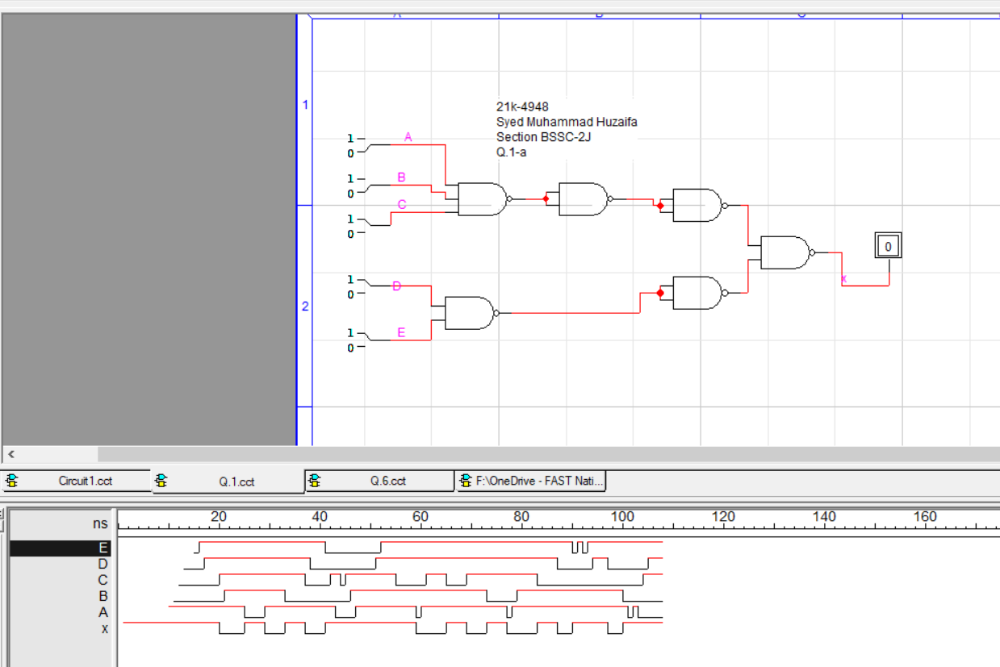 A B C
1
21k-4948
Syed Muhammad Huzaifa
Section BSSC-2J
Q.1-a
1
0
A
1
0
B
C
1
0
0
x
1
0
D
2
1
0
E
<
Circuit1.cct Q.1.cct Q.6.cct F:\OneDrive - FAST Nati...
ns 20 40 60 80 100 120 140 160
E
D
C
B
A
x